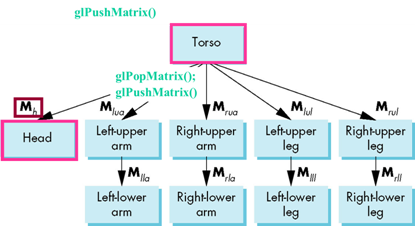 glPushMatrix()
Torso
glPopMatrix();
glPushMatrix()
Mh Mlua Mrua Mlul Mrul
Head Left-upper arm Right-upper arm Left-upper leg Right-upper leg
Mlla Mrla Mlll Mrll
Left-lower arm Right-lower arm Left-lower leg Right-lower leg